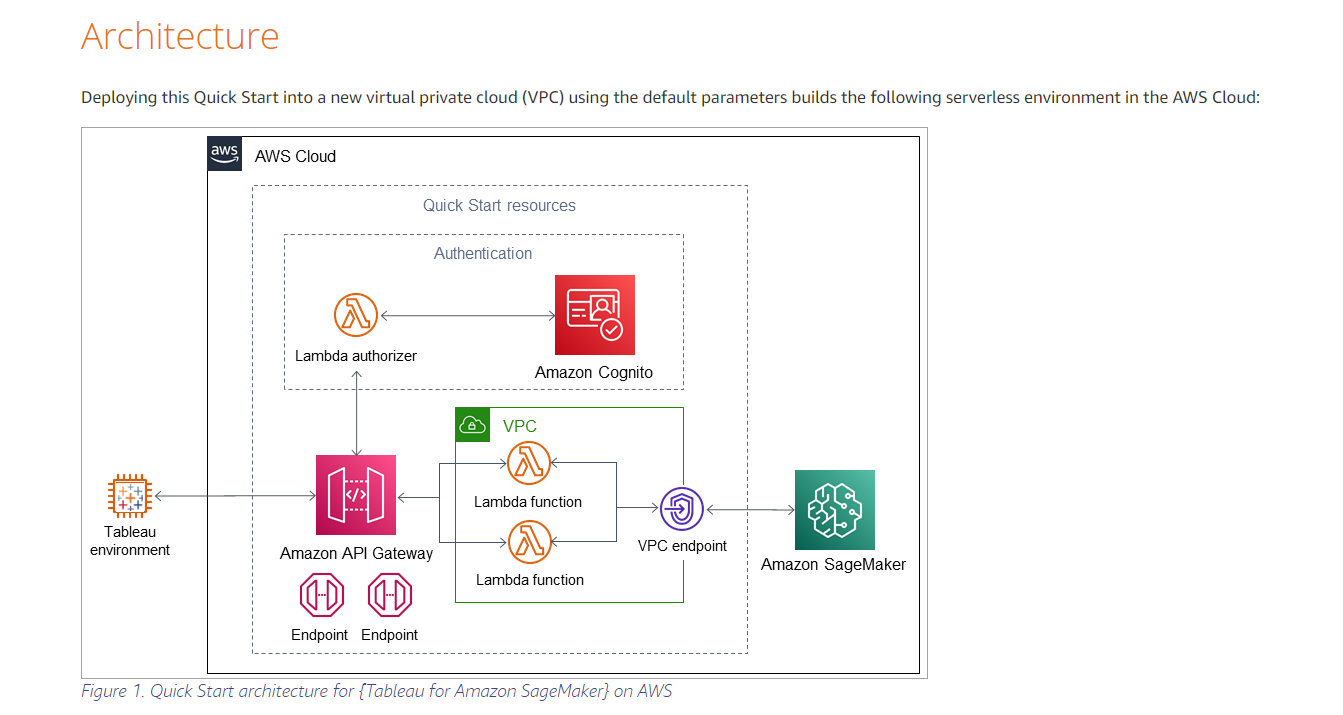 Architecture
Deploying this Quick Start into a new virtual private cloud (VPC) using the default parameters builds the following serverless environment in the AWS Cloud:
aws
AWS Cloud
Quick Start resources
Authentication
Lambda authorizer
Amazon Cognito
VPC
Lambda function
Tableau
environment
Amazon API Gateway
VPC endpoint
Amazon SageMaker
Lambda function
Endpoint
Endpoint
Figure 1. Quick Start architecture for {Tableau for Amazon SageMaker} on AWS